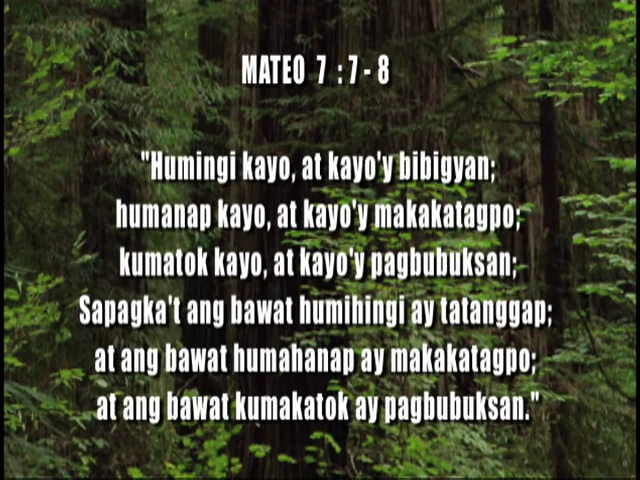 MATEO 7 : 7 - 8
"Humingi kayo, at kayo'y bibigyan;
humanap kayo, at kayo'y makakatagpo;
kumatok kayo, at kayo'y pagbubuksan;
Sapagka't ang bawat humihingi ay tatanggap;
at ang bawat humahanap ay makakatagpo;
at ang bawat kumakatok ay pagbubuksan."